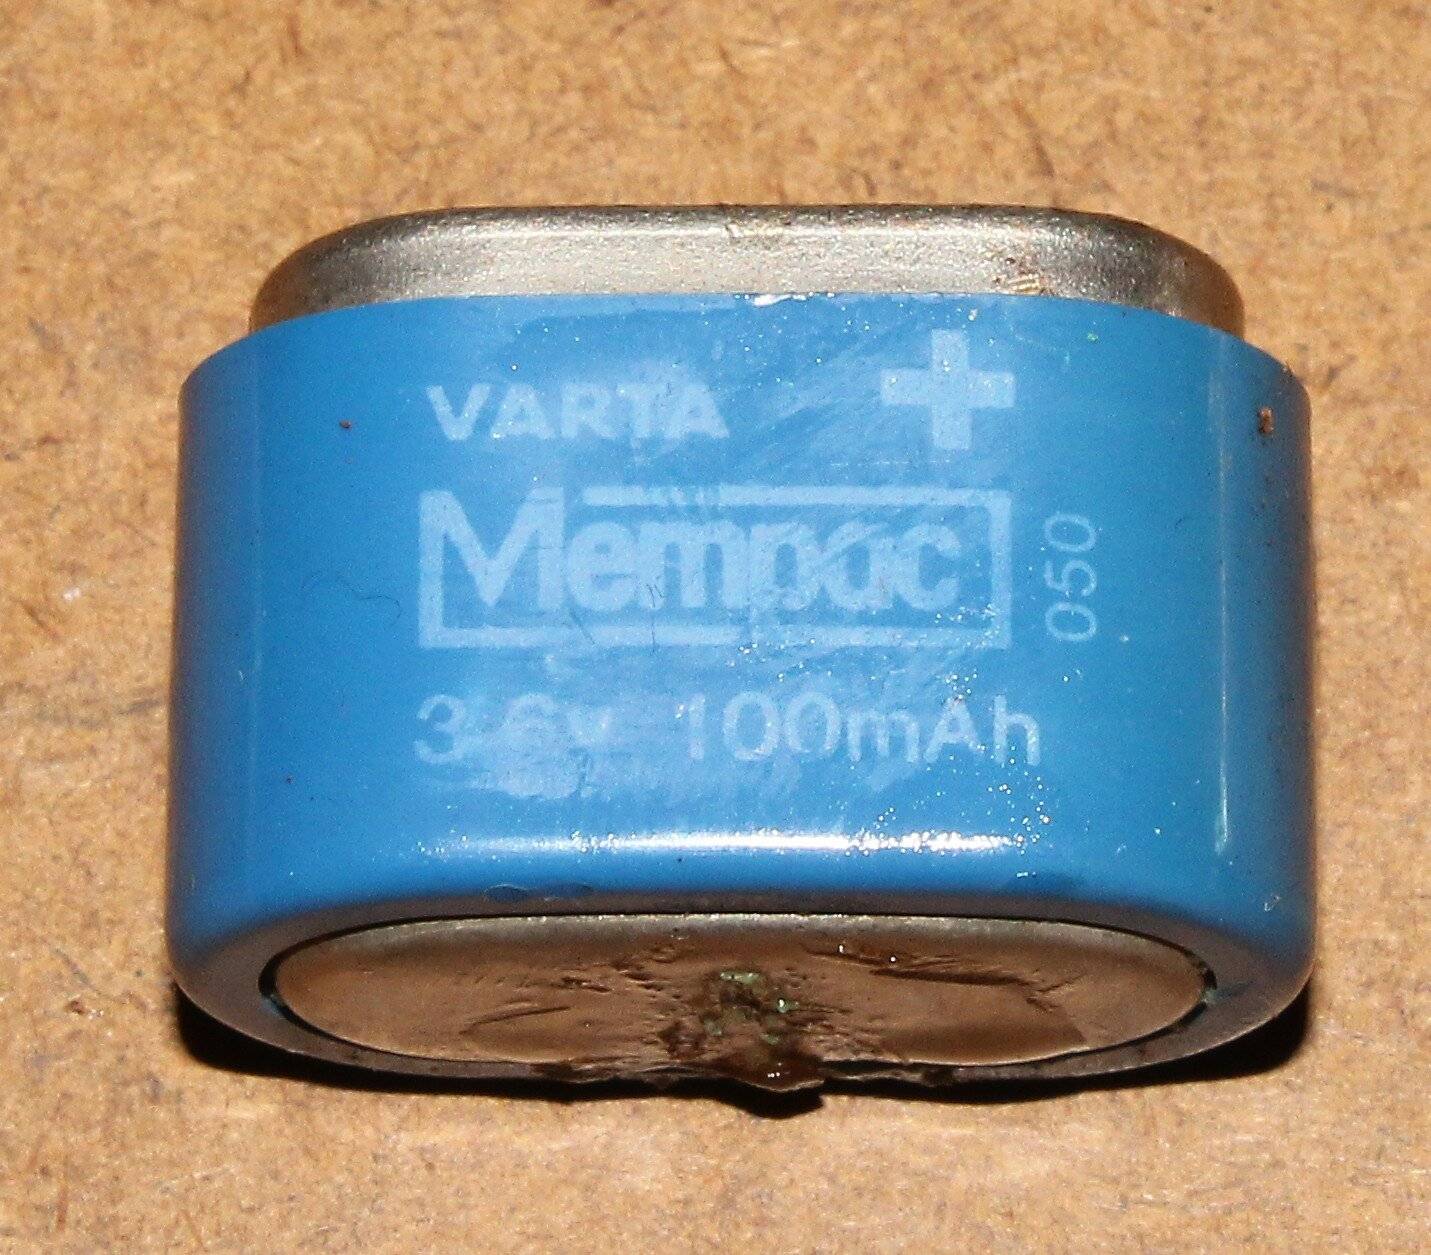 VARTA +
Mempac
050
3.6v 100mAh